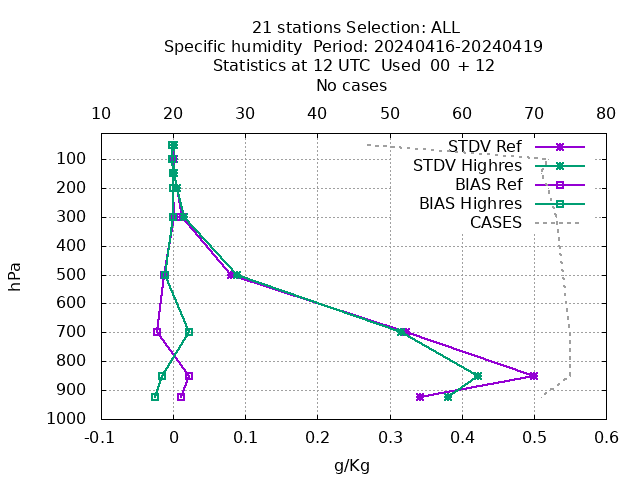 21 stations Selection: ALL
Specific humidity  Period: 20240416-20240419
Statistics at 12 UTC  Used  00 + 12
No cases
10 20 30 40 50 60 70 80
STDV Ref
STDV Highres
BIAS Ref
BIAS Highres
CASES
hPa
100
200
300
400
500
600
700
800
900
1000
-0.1 0 0.1 0.2 0.3 0.4 0.5 0.6
g/Kg